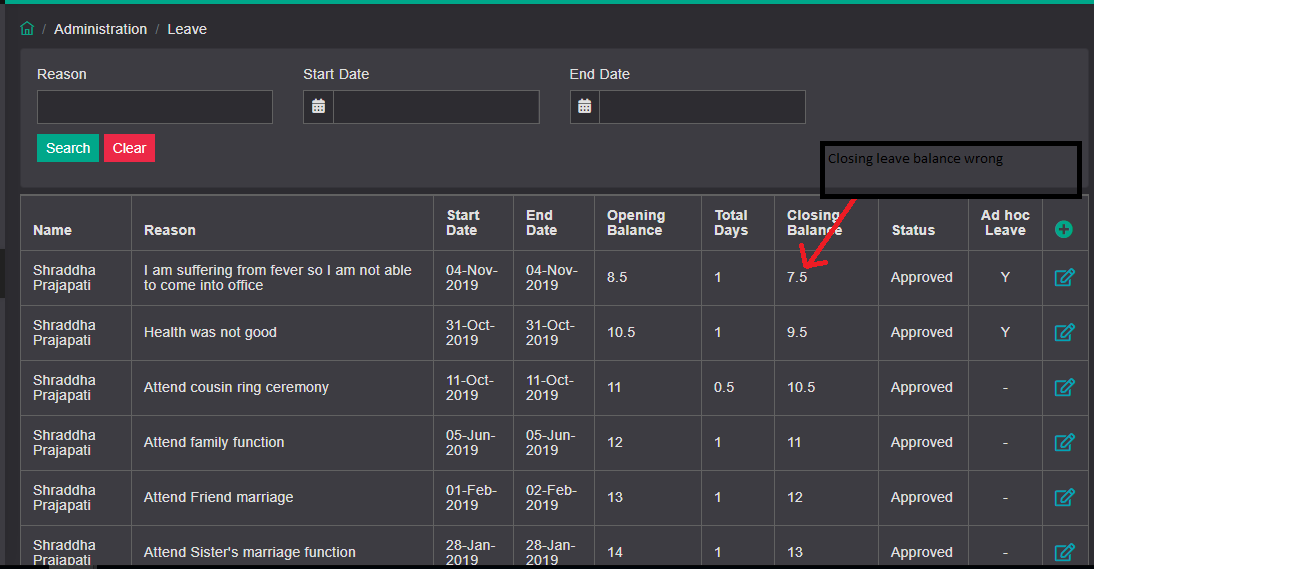 / Administration / Leave
Reason
Start Date
End Date
Search
Clear
Closing leave balance wrong
Name
Reason
Start
Date
End
Date
Opening
Balance
Total
Days
Closing
Balance
Status
Ad hoc
Leave
Shraddha
Prajapati
I am suffering from fever so I am not able
to come into office
04-Nov-
2019
04-Nov-
2019
8.5
1
7.5
Approved
Y
Shraddha
Prajapati
Health was not good
31-Oct-
2019
31-Oct-
2019
10.5
1
9.5
Approved
Y
Shraddha
Prajapati
Attend cousin ring ceremony
11-Oct-
2019
11-Oct-
2019
11
0.5
10.5
Approved
-
Shraddha
Prajapati
Attend family function
05-Jun-
2019
05-Jun-
2019
12
1
11
Approved
-
Shraddha
Prajapati
Attend Friend marriage
01-Feb-
2019
02-Feb-
2019
13
1
12
Approved
-
Shraddha
Prajapati
Attend Sister's marriage function
28-Jan-
2019
28-Jan-
2019
14
1
13
Approved
-